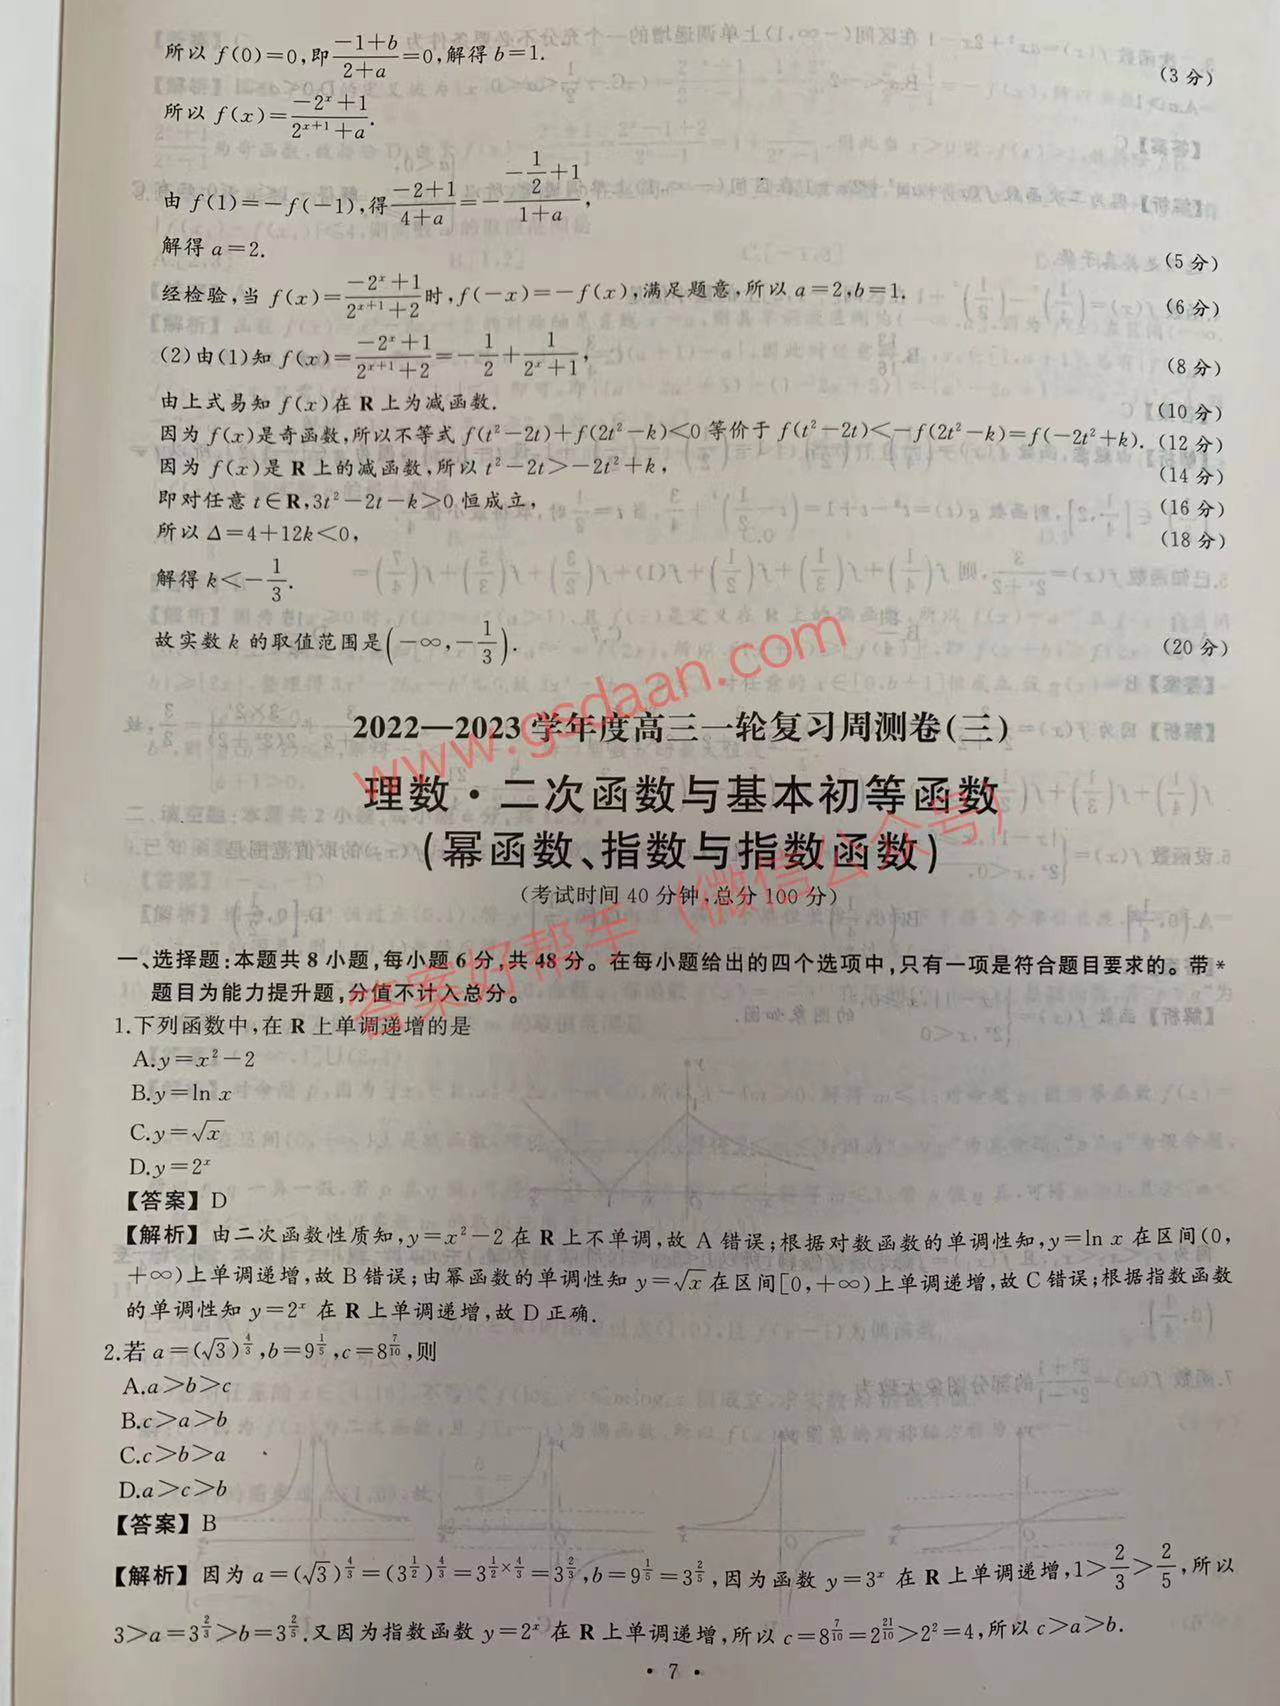 所以 f(0)=0,即(-1+b)/(2+a)=0,解得 b=1. (3 分)
所以 f(x)=(-2^x+1)/(2^{x+1}+a).
由 f(1)=-f(-1),得(-2+1)/(4+a)=-(-1/2+1)/(1+a),
解得 a=2. (5 分)
经检验,当 f(x)=(-2^x+1)/(2^{x+1}+2)时,f(-x)=-f(x),满足题意,所以 a=2,b=1. (6 分)
(2)由(1)知 f(x)=(-2^x+1)/(2^{x+1}+2)=-1/2+1/(2^x+1), (8 分)
由上式易知 f(x)在 R 上为减函数. (10 分)
因为 f(x)是奇函数,所以不等式 f(t²-2t)+f(2t²-k)<0 等价于 f(t²-2t)<-f(2t²-k)=f(-2t²+k). (12 分)
因为 f(x)是 R 上的减函数,所以 t²-2t>-2t²+k, (14 分)
即对任意 t∈R,3t²-2t-k>0 恒成立, (16 分)
所以 Δ=4+12k<0, (18 分)
解得 k<-1/3.
故实数 k 的取值范围是(-∞,-1/3). (20 分)
www.gsdaan.com
2022—2023 学年度高三一轮复习周测卷(三)
理数·二次函数与基本初等函数
(幂函数、指数与指数函数)
(考试时间 40 分钟,总分 100 分)
答案好帮手(微信公众号)
一、选择题:本题共 8 小题,每小题 6 分,共 48 分。在每小题给出的四个选项中,只有一项是符合题目要求的。带 *
题目为能力提升题,分值不计入总分。
1.下列函数中,在 R 上单调递增的是
A.y=x²-2
B.y=ln x
C.y=√x
D.y=2^x
【答案】D
【解析】由二次函数性质知,y=x²-2 在 R 上不单调,故 A 错误;根据对数函数的单调性知,y=ln x 在区间(0,
+∞)上单调递增,故 B 错误;由幂函数的单调性知 y=√x 在区间[0,+∞)上单调递增,故 C 错误;根据指数函数
的单调性知 y=2^x 在 R 上单调递增,故 D 正确.
2.若 a=(√3)^{4/3},b=9^{1/5},c=8^{7/10},则
A.a>b>c
B.c>a>b
C.c>b>a
D.a>c>b
【答案】B
【解析】因为 a=(√3)^{4/3}=(3^{1/2})^{4/3}=3^{1/2×4/3}=3^{2/3},b=9^{1/5}=3^{2/5},因为函数 y=3^x 在 R 上单调递增,1>2/3>2/5,所以
3>a=3^{2/3}>b=3^{2/5}.又因为指数函数 y=2^x 在 R 上单调递增,所以 c=8^{7/10}=2^{21/10}>2²=4,所以 c>a>b.
· 7 ·